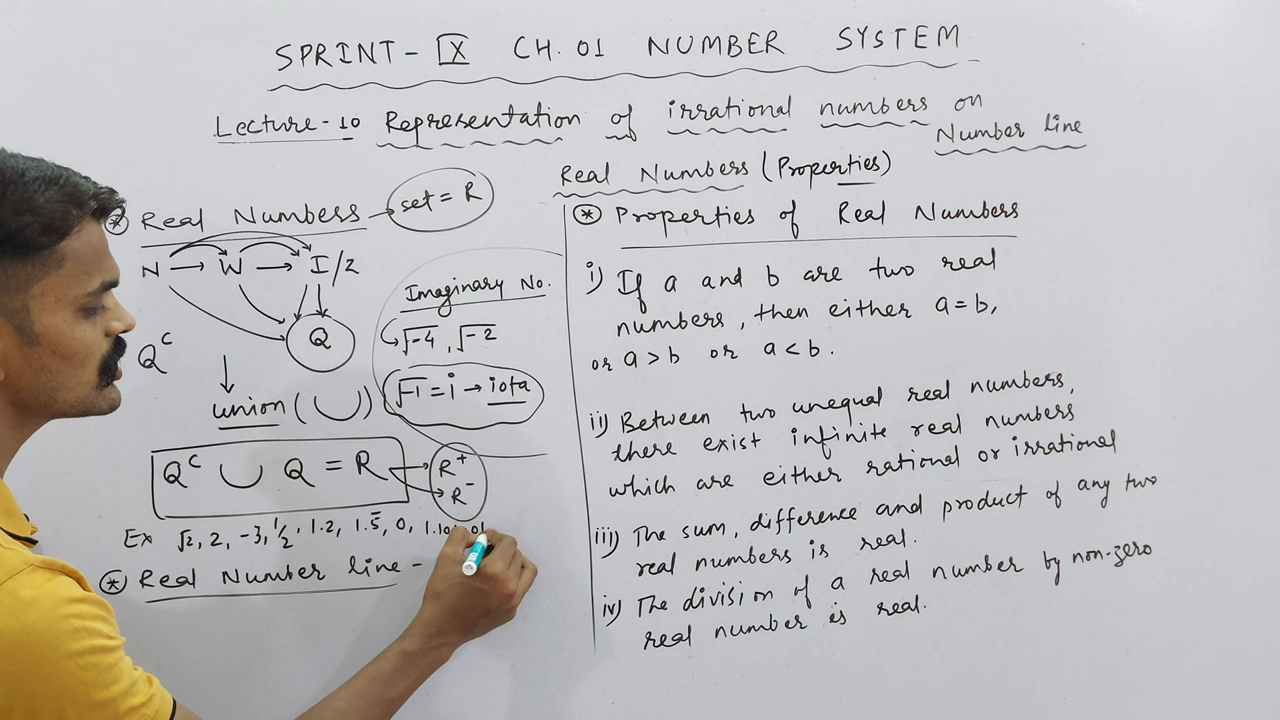 SPRINT-IX CH.01 NUMBER SYSTEM
Lecture-10 Representation of irrational numbers on
Number line
Real Numbers (Properties)
* Real Numbers → set = R
N → W → I/Z
Q
Q^C
↓
union (∪)
Q^C ∪ Q = R
R⁺
R⁻
Ex √2, 2, -3, 1/2, 1.2, 1.5̄, 0,
* Real Number line -
Imaginary No.
√-4, √-2
√-1 = i → iota
* Properties of Real Numbers
i) If a and b are two real
numbers, then either a=b,
or a>b or a<b.
ii) Between two unequal real numbers,
there exist infinite real numbers
which are either rational or irrational
iii) The sum, difference and product of any two
real numbers is real.
iv) The division of a real number by non-zero
real number is real.